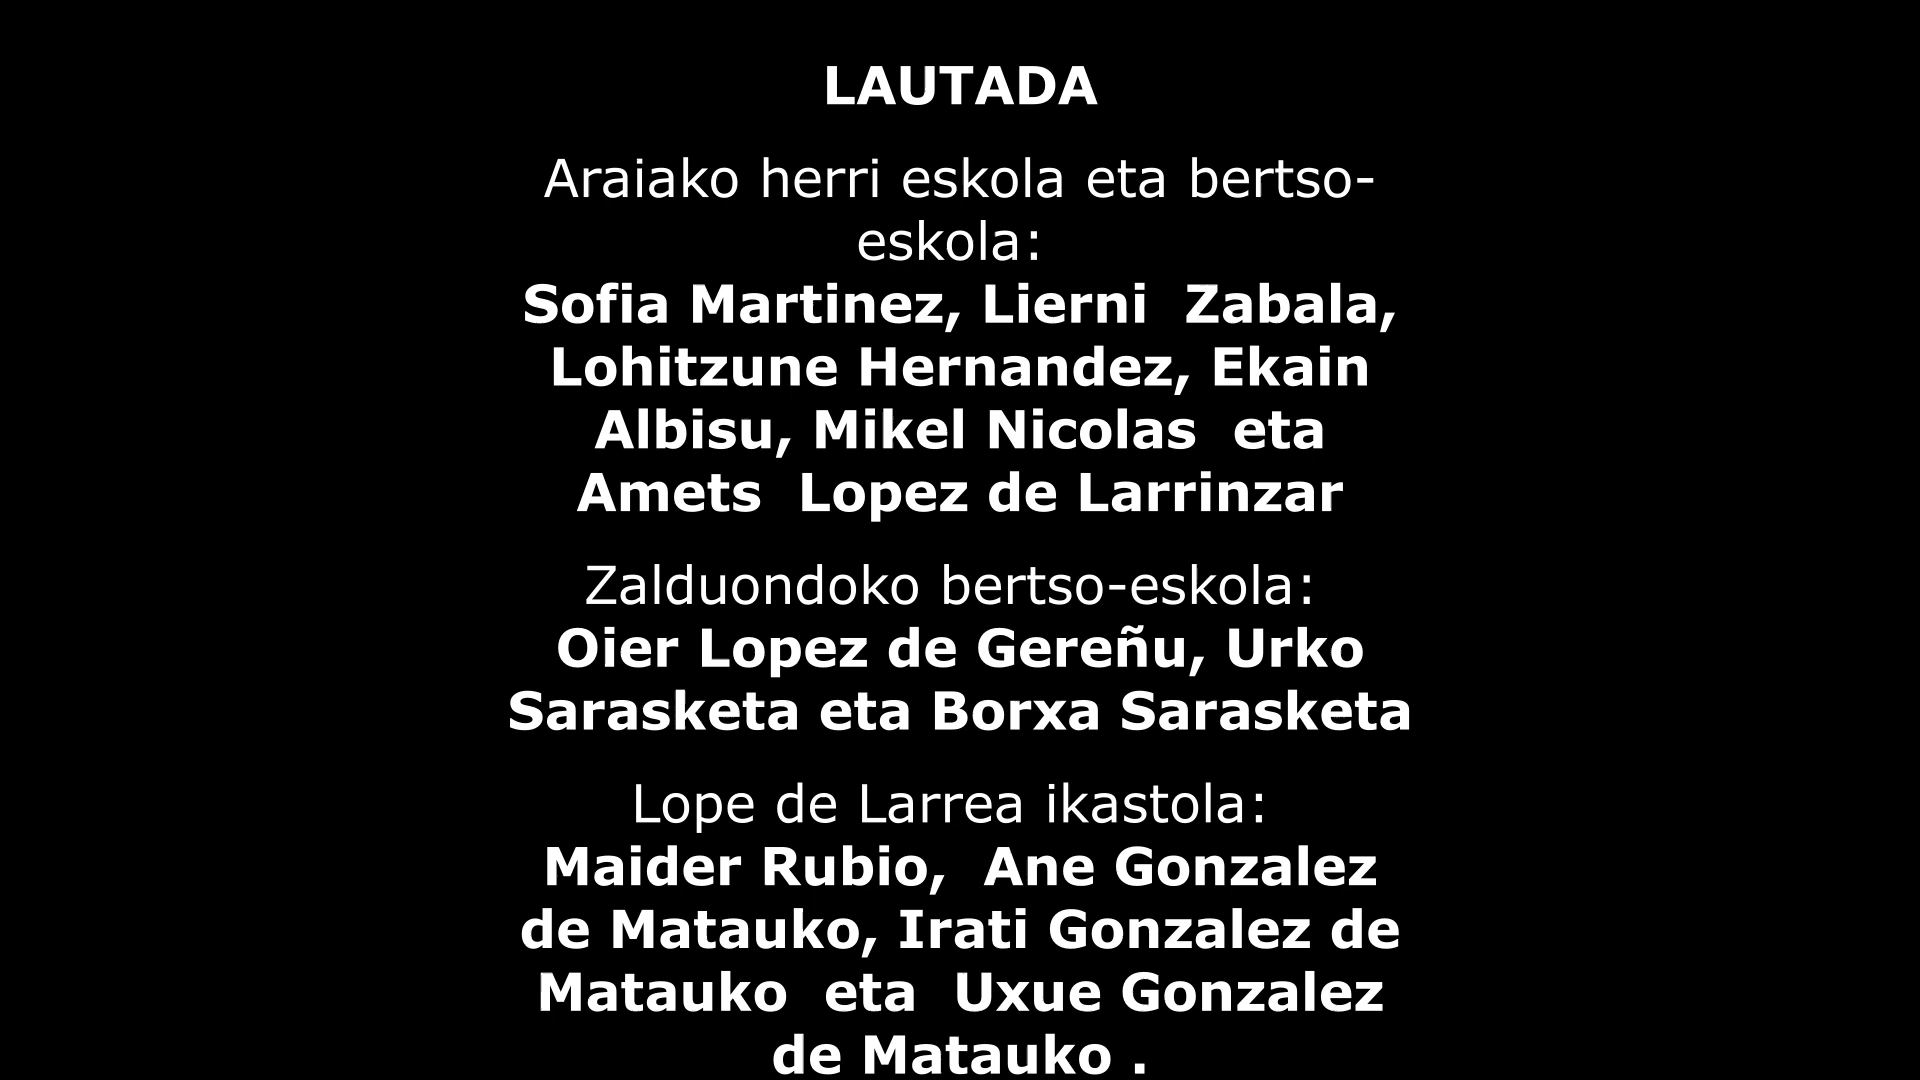 LAUTADA
Araiako herri eskola eta bertso-
eskola:
Sofia Martinez, Lierni  Zabala,
Lohitzune Hernandez, Ekain
Albisu, Mikel Nicolas  eta
Amets  Lopez de Larrinzar
Zalduondoko bertso-eskola:
Oier Lopez de Gereñu, Urko
Sarasketa eta Borxa Sarasketa
Lope de Larrea ikastola:
Maider Rubio,  Ane Gonzalez
de Matauko, Irati Gonzalez de
Matauko  eta  Uxue Gonzalez
de Matauko .